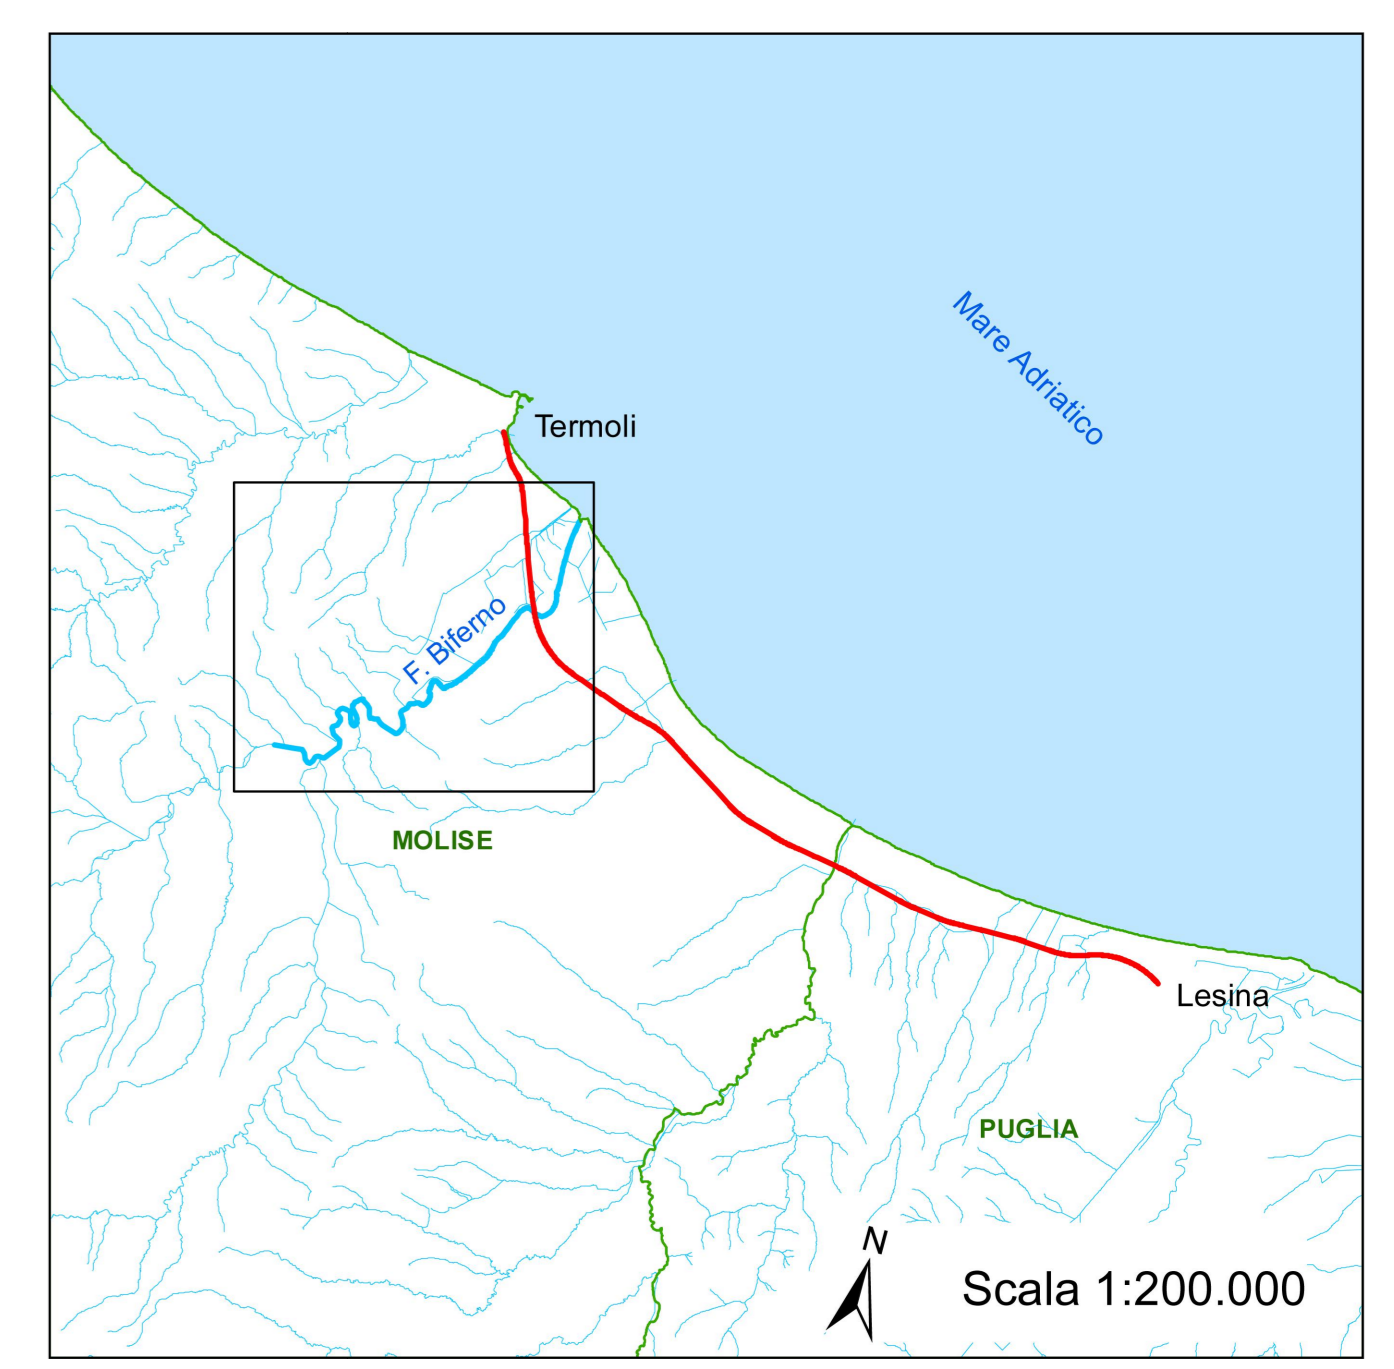 Mare Adriatico
Termoli
F. Biferno
MOLISE
Lesina
PUGLIA
N
Scala 1:200.000